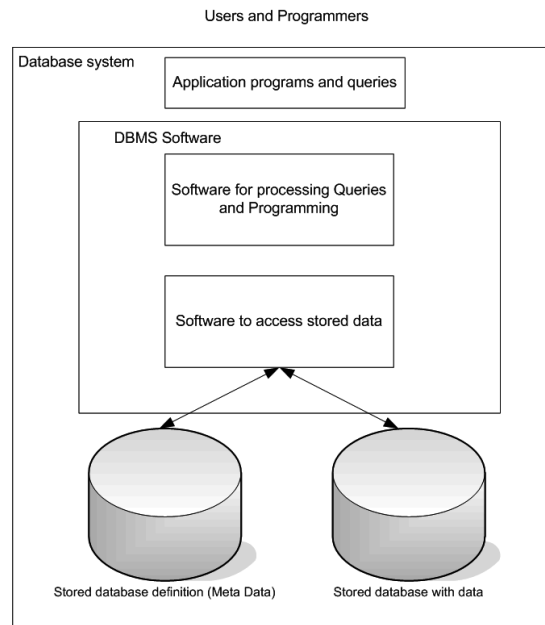 Users and Programmers
Database system
Application programs and queries
DBMS Software
Software for processing Queries
and Programming
Software to access stored data
Stored database definition (Meta Data)
Stored database with data